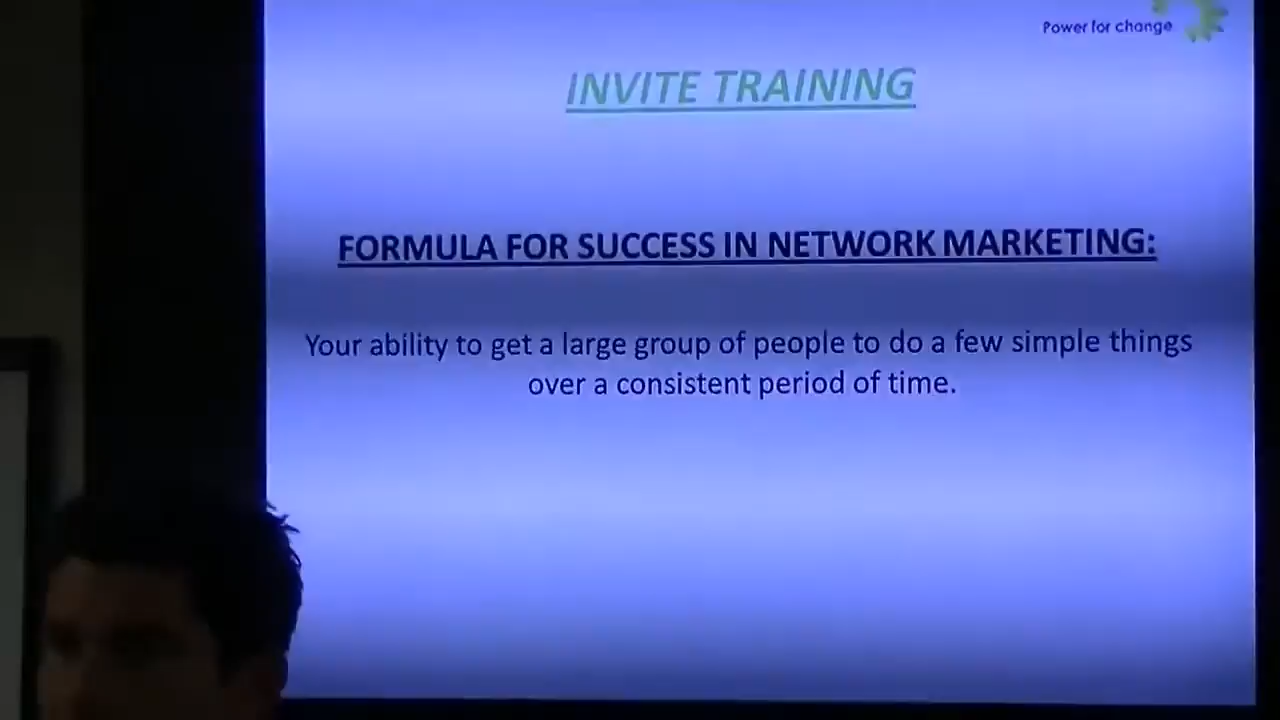 Power for change
INVITE TRAINING
FORMULA FOR SUCCESS IN NETWORK MARKETING:
Your ability to get a large group of people to do a few simple things
over a consistent period of time.